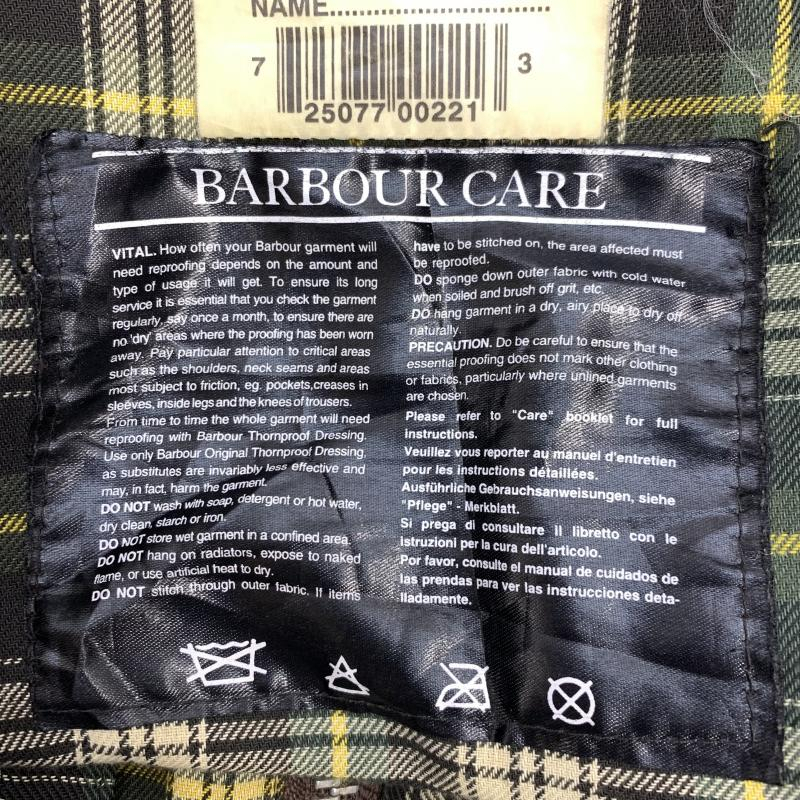 NAME..............................
7 25077 00221 3
BARBOUR CARE
VITAL. How often your Barbour garment will
need reproofing depends on the amount and
type of usage it will get. To ensure its long
service it is essential that you check the garment
regularly, say once a month, to ensure there are
no 'dry' areas where the proofing has been worn
away. Pay particular attention to critical areas
such as the shoulders, neck seams and areas
most subject to friction, eg. pockets,creases in
sleeves, inside legs and the knees of trousers.
From time to time the whole garment will need
reproofing with Barbour Thornproof Dressing.
Use only Barbour Original Thornproof Dressing,
as substitutes are invariably less effective and
may, in fact, harm the garment.
DO NOT wash with soap, detergent or hot water,
dry clean, starch or iron.
DO NOT store wet garment in a confined area.
DO NOT hang on radiators, expose to naked
flame, or use artificial heat to dry.
DO NOT stitch through outer fabric. If items
have to be stitched on, the area affected must
be reproofed.
DO sponge down outer fabric with cold water
when soiled and brush off grit, etc.
DO hang garment in a dry, airy place to dry off
naturally.
PRECAUTION. Do be careful to ensure that the
essential proofing does not mark other clothing
or fabrics, particularly where unlined garments
are chosen.
Please refer to "Care" booklet for full
instructions.
Veuillez vous reporter au manuel d'entretien
pour les instructions détaillées.
Ausführliche Gebrauchsanweisungen, siehe
"Pflege" - Merkblatt.
Si prega di consultare il libretto con le
istruzioni per la cura dell'articolo.
Por favor, consulte el manual de cuidados de
las prendas para ver las instrucciones deta-
lladamente.